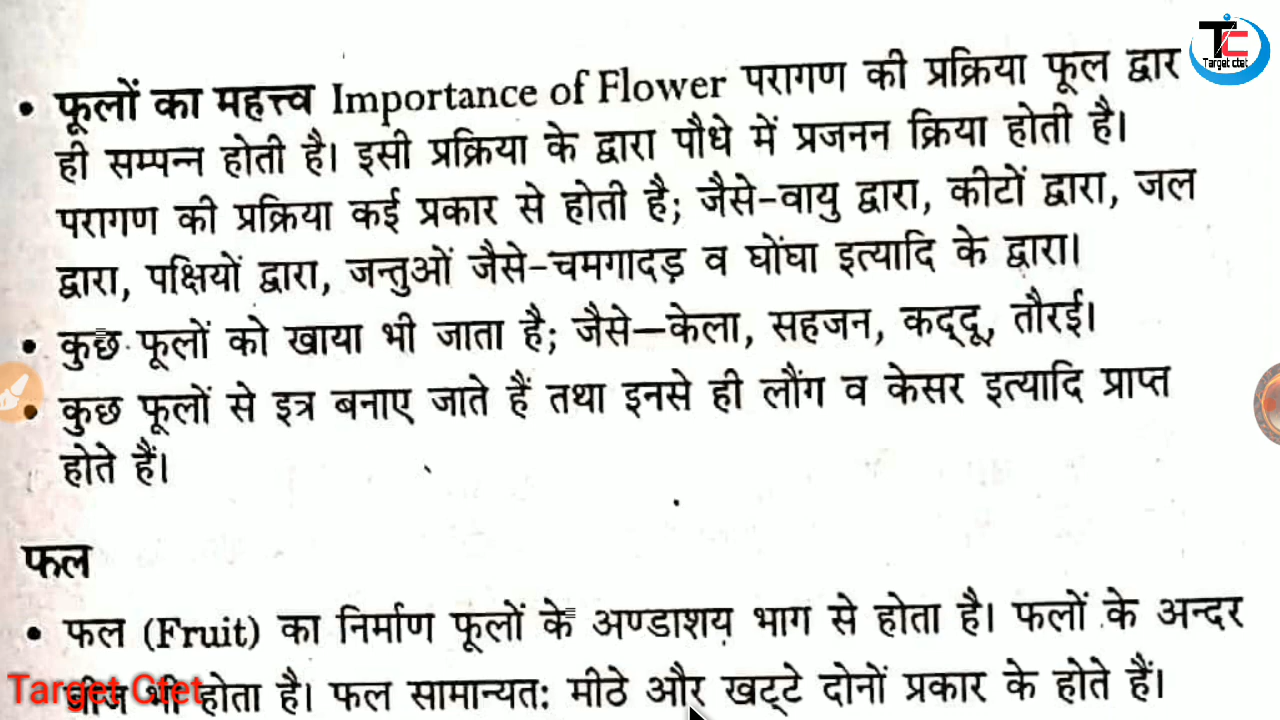 TC
Target ctet
• फूलों का महत्त्व Importance of Flower परागण की प्रक्रिया फूल द्वार
ही सम्पन्न होती है। इसी प्रक्रिया के द्वारा पौधे में प्रजनन क्रिया होती है।
परागण की प्रक्रिया कई प्रकार से होती है; जैसे-वायु द्वारा, कीटों द्वारा, जल
द्वारा, पक्षियों द्वारा, जन्तुओं जैसे-चमगादड़ व घोंघा इत्यादि के द्वारा।
• कुछ फूलों को खाया भी जाता है; जैसे—केला, सहजन, कद्दू, तौरई।
• कुछ फूलों से इत्र बनाए जाते हैं तथा इनसे ही लौंग व केसर इत्यादि प्राप्त
होते हैं।
फल
• फल (Fruit) का निर्माण फूलों के अण्डाशय भाग से होता है। फलों के अन्दर
बीज भी होता है। फल सामान्यतः मीठे और खट्टे दोनों प्रकार के होते हैं।
Target Ctet